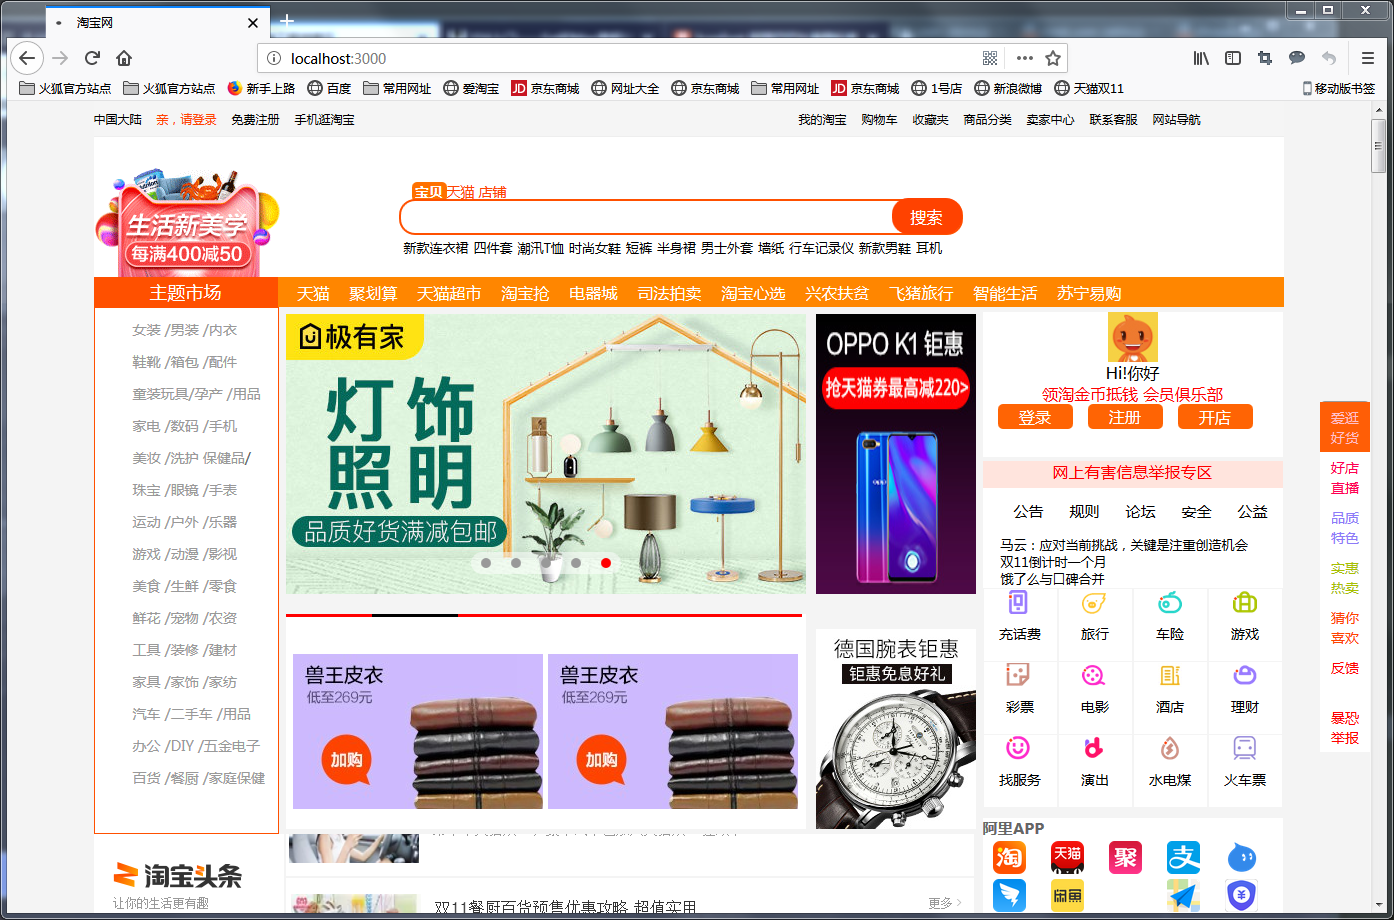 淘宝网
localhost:3000
火狐官方站点 火狐官方站点 新手上路 百度 常用网址 爱淘宝 JD 京东商城 网址大全 京东商城 常用网址 JD 京东商城 1号店 新浪微博 天猫双11 移动版书签
中国大陆 亲，请登录 免费注册 手机逛淘宝 我的淘宝 购物车 收藏夹 商品分类 卖家中心 联系客服 网站导航
生活新美学
每满400减50
宝贝 天猫 店铺
搜索
新款连衣裙 四件套 潮汛T恤 时尚女鞋 短裤 半身裙 男士外套 墙纸 行车记录仪 新款男鞋 耳机
主题市场 天猫 聚划算 天猫超市 淘宝抢 电器城 司法拍卖 淘宝心选 兴农扶贫 飞猪旅行 智能生活 苏宁易购
女装 /男装 /内衣
鞋靴 /箱包 /配件
童装玩具/孕产 /用品
家电 /数码 /手机
美妆 /洗护 保健品/
珠宝 /眼镜 /手表
运动 /户外 /乐器
游戏 /动漫 /影视
美食 /生鲜 /零食
鲜花 /宠物 /农资
工具 /装修 /建材
家具 /家饰 /家纺
汽车 /二手车 /用品
办公 /DIY /五金电子
百货 /餐厨 /家庭保健
极有家
灯饰
照明
品质好货满减包邮
OPPO K1 钜惠
抢天猫券最高减220>
oppo
Hi!你好
领淘金币抵钱 会员俱乐部
登录 注册 开店
网上有害信息举报专区
公告 规则 论坛 安全 公益
马云：应对当前挑战，关键是注重创造机会
双11倒计时一个月
饿了么与口碑合并
充话费 旅行 车险 游戏
彩票 电影 酒店 理财
找服务 演出 水电煤 火车票
兽王皮衣
低至269元
加购
兽王皮衣
低至269元
加购
德国腕表钜惠
钜惠免息好礼
爱逛
好货
好店
直播
品质
特色
实惠
热卖
猜你
喜欢
反馈
暴恐
举报
阿里APP
淘 天猫 聚 支
闲鱼
淘宝头条
让你的生活更有趣
双11餐厨百货预售优惠攻略 超值实用
更多